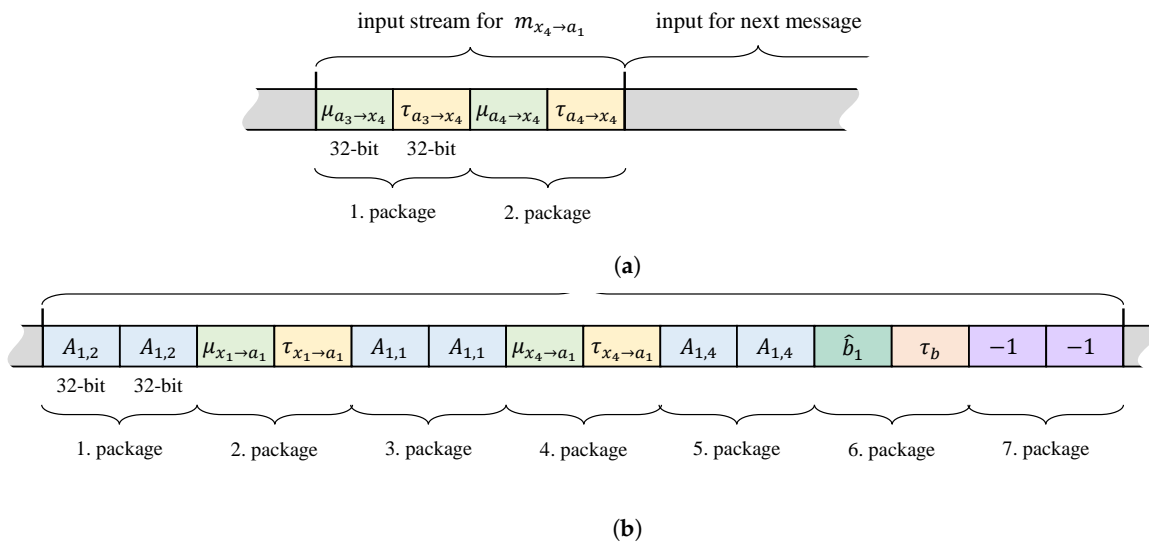 (a)
input stream for m_{x_4→a_1} input for next message
μ_{a_3→x_4} τ_{a_3→x_4} μ_{a_4→x_4} τ_{a_4→x_4}
32-bit 32-bit
1. package 2. package
(a)
A_{1,2} A_{1,2} μ_{x_1→a_1} τ_{x_1→a_1} A_{1,1} A_{1,1} μ_{x_4→a_1} τ_{x_4→a_1} A_{1,4} A_{1,4} b̂_1 τ_b −1 −1
32-bit 32-bit
1. package 2. package 3. package 4. package 5. package 6. package 7. package
(b)